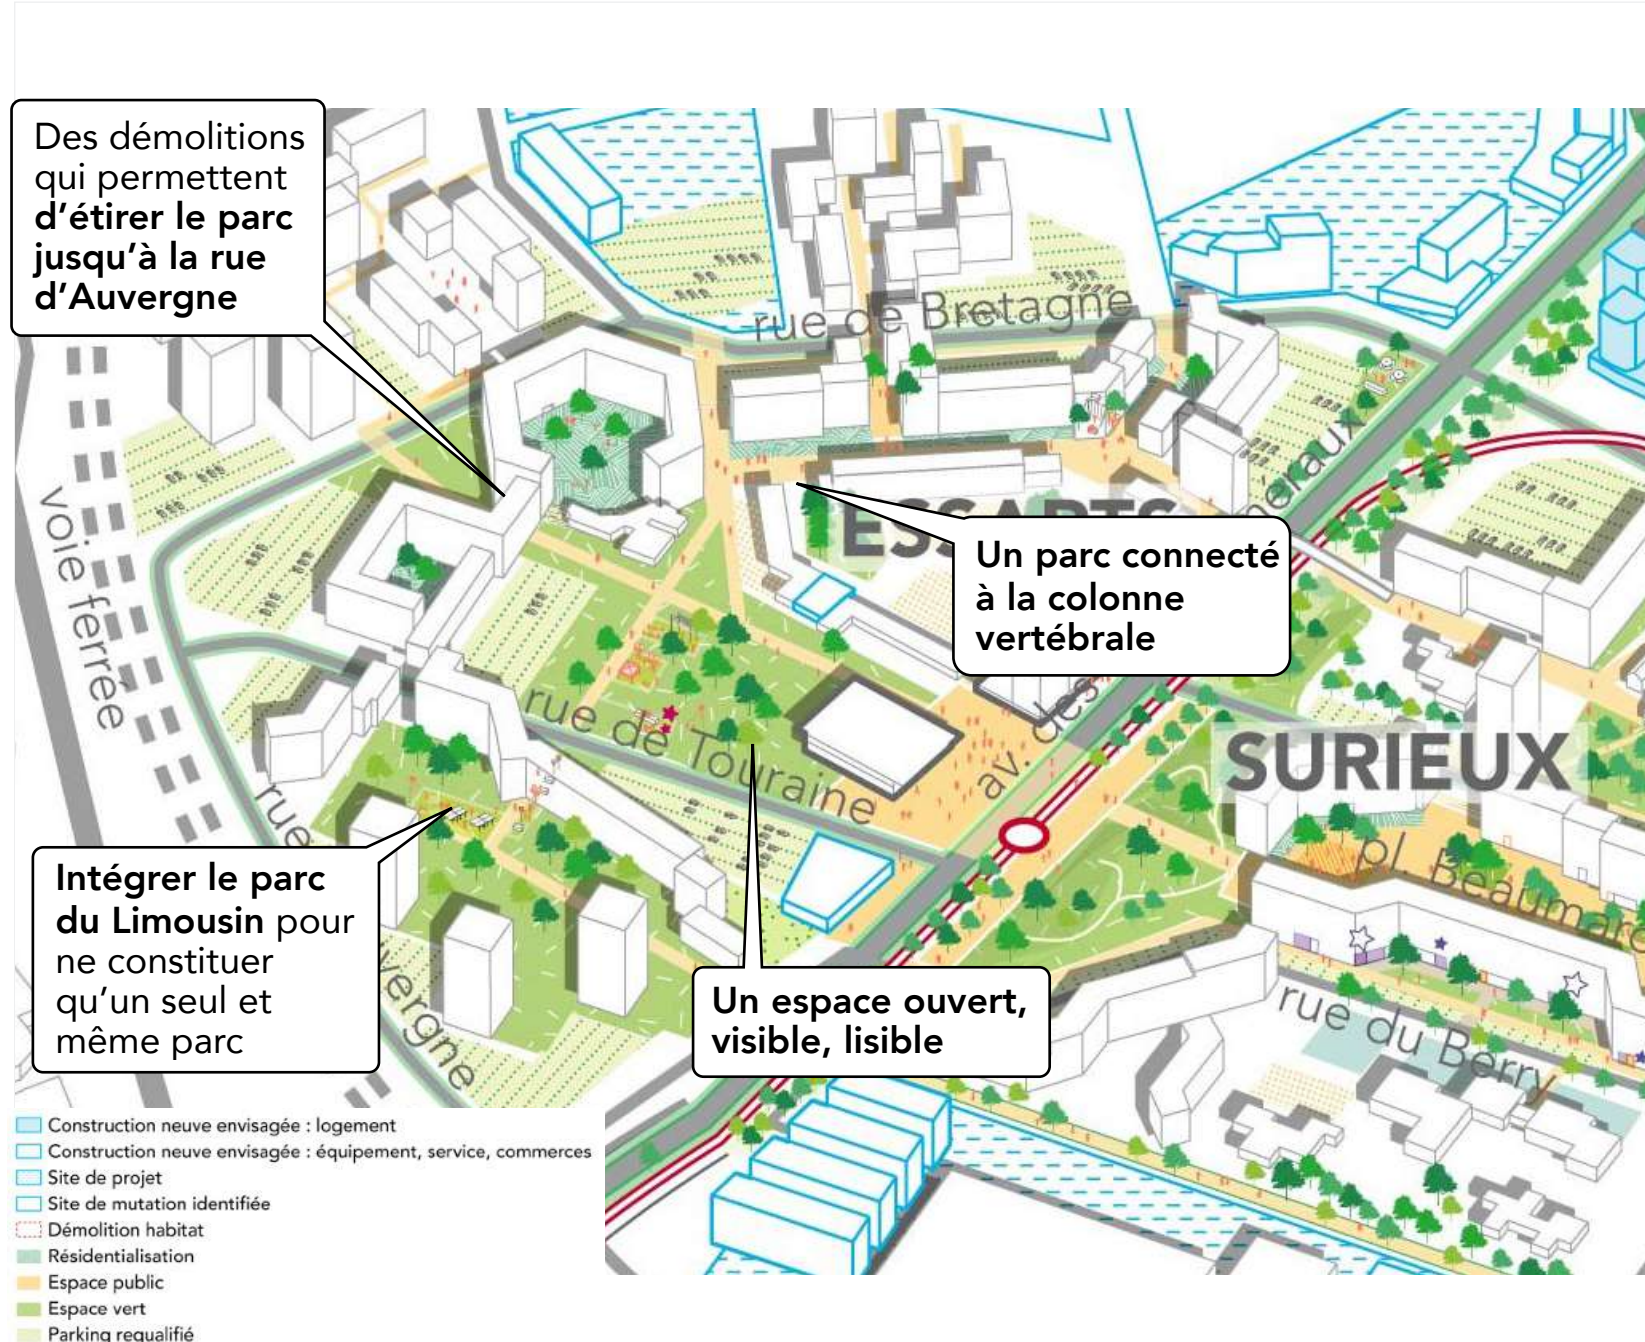 Des démolitions
qui permettent
d’étirer le parc
jusqu’à la rue
d’Auvergne
rue de Bretagne
voie ferrée
ESSARTS
néraux
Un parc connecté
à la colonne
vertébrale
rue de Touraine
av. des
SURIEUX
pl. Beaumarc
rue
vergne
Intégrer le parc
du Limousin pour
ne constituer
qu’un seul et
même parc
Un espace ouvert,
visible, lisible
rue du Berry
Construction neuve envisagée : logement
Construction neuve envisagée : équipement, service, commerces
Site de projet
Site de mutation identifiée
Démolition habitat
Résidentialisation
Espace public
Espace vert
Parking requalifié